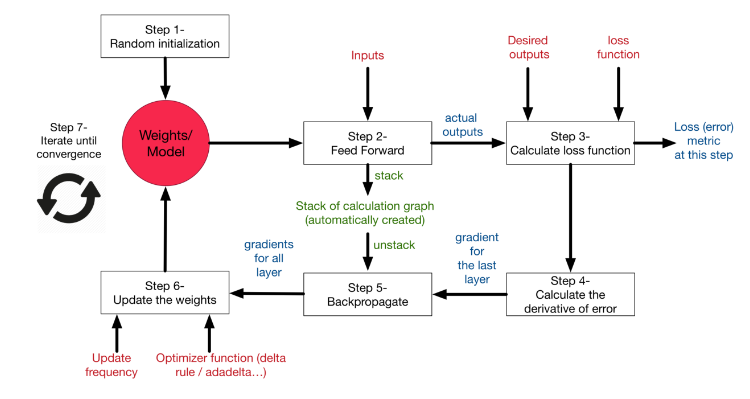 Step 1-
Random initialization
Inputs
Desired
outputs
loss
function
Step 7-
Iterate until
convergence
Weights/
Model
Step 2-
Feed Forward
actual
outputs
Step 3-
Calculate loss function
Loss (error)
metric
at this step
stack
Stack of calculation graph
(automatically created)
unstack
gradients
for all
layer
gradient
for
the last
layer
Step 6-
Update the weights
Step 5-
Backpropagate
Step 4-
Calculate the
derivative of error
Update
frequency
Optimizer function (delta
rule / adadelta...)